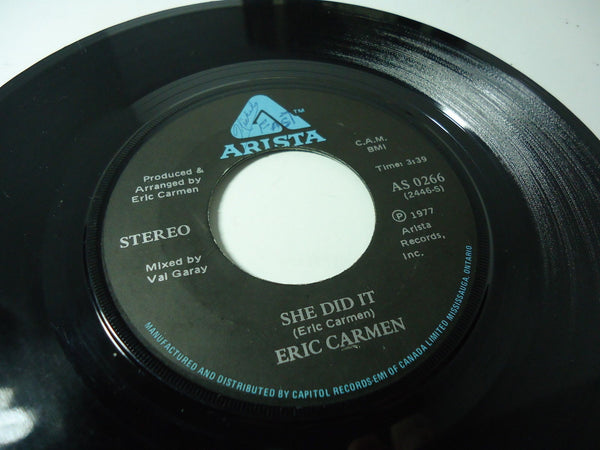 ARISTA™
Produced &
Arranged by
Eric Carmen
C.A.M.
BMI
Time: 3:39
AS 0266
(2446-S)
STEREO
Ⓟ 1977
Arista
Records,
Inc.
Mixed by
Val Garay
SHE DID IT
(Eric Carmen)
ERIC CARMEN
MANUFACTURED AND DISTRIBUTED BY CAPITOL RECORDS-EMI OF CANADA LIMITED MISSISSAUGA, ONTARIO